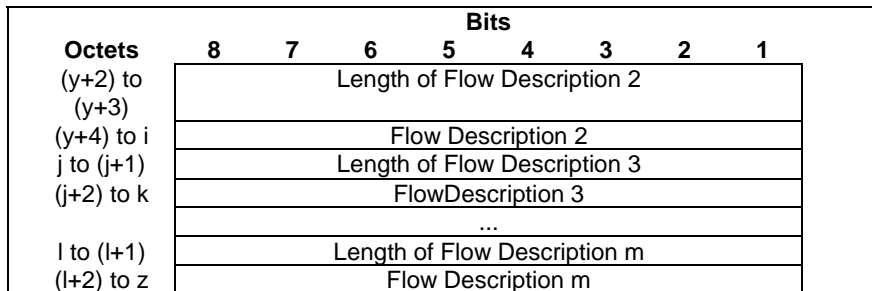 Bits
Octets 8 7 6 5 4 3 2 1
(y+2) to Length of Flow Description 2
(y+3)
(y+4) to i Flow Description 2
j to (j+1) Length of Flow Description 3
(j+2) to k FlowDescription 3
...
l to (l+1) Length of Flow Description m
(l+2) to z Flow Description m